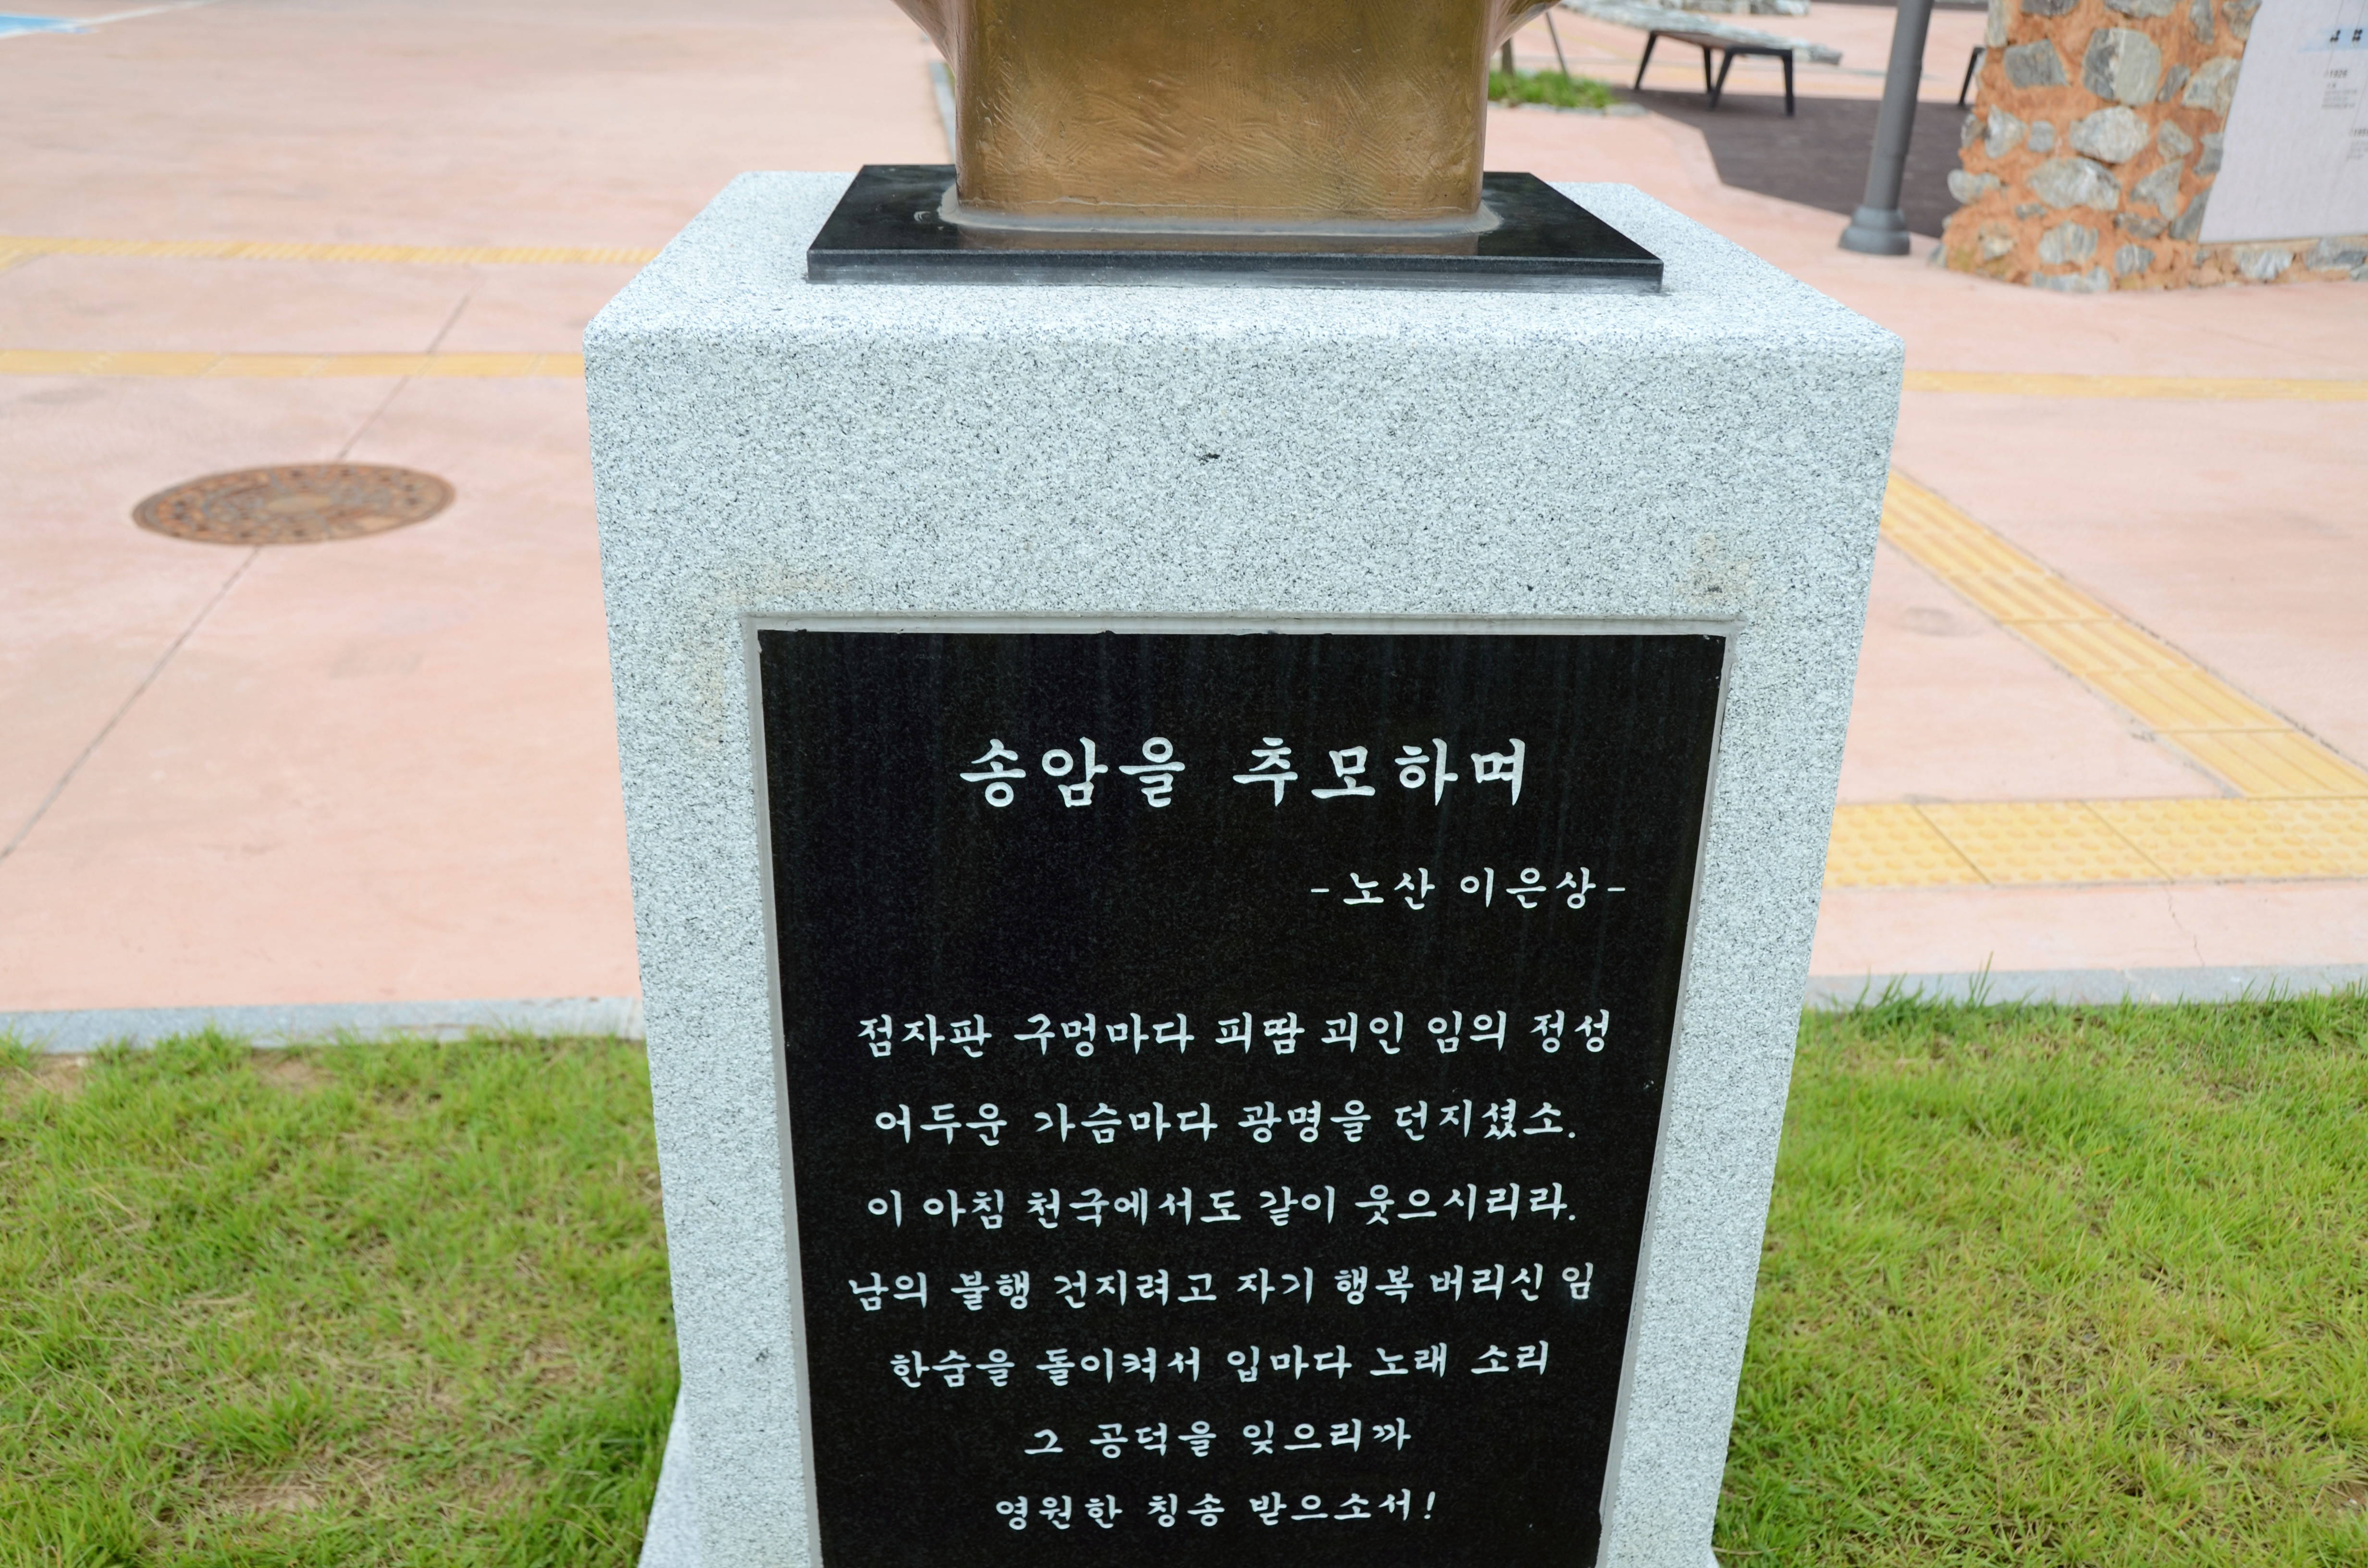 송암을 추모하며
-노산 이은상-
점자판 구멍마다 피땀 괴인 임의 정성
어두운 가슴마다 광명을 던지셨소.
이 아침 천국에서도 같이 웃으시리라.
남의 불행 건지려고 자기 행복 버리신 임
한숨을 돌이켜서 입마다 노래 소리
그 공덕을 잊으리까
영원한 칭송 받으소서!
1926